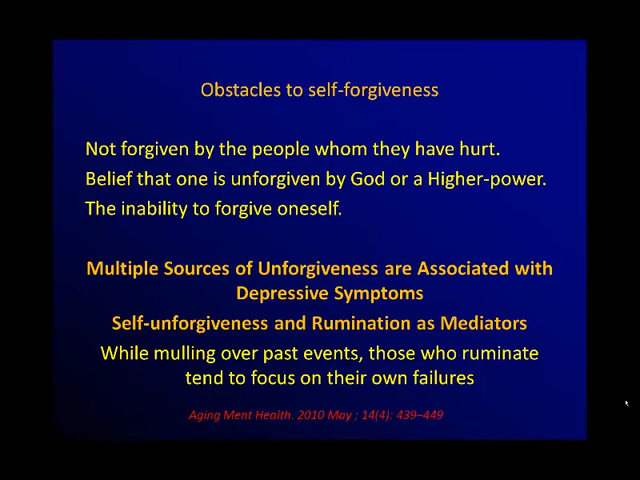 Obstacles to self-forgiveness
Not forgiven by the people whom they have hurt.
Belief that one is unforgiven by God or a Higher-power.
The inability to forgive oneself.
Multiple Sources of Unforgiveness are Associated with
Depressive Symptoms
Self-unforgiveness and Rumination as Mediators
While mulling over past events, those who ruminate
tend to focus on their own failures
Aging Ment Health. 2010 May ; 14(4): 439–449